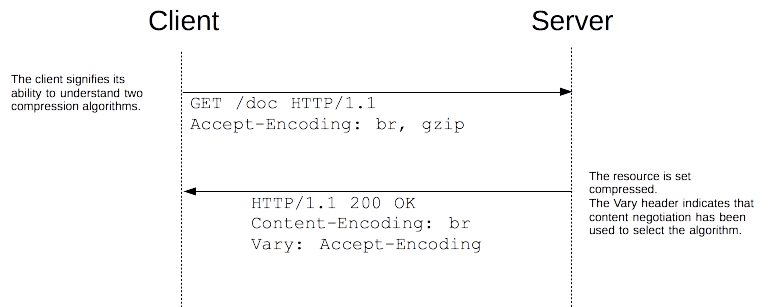 Client
Server
The client signifies its
ability to understand two
compression algorithms.
GET /doc HTTP/1.1
Accept-Encoding: br, gzip
The resource is set
compressed.
The Vary header indicates that
content negotiation has been
used to select the algorithm.
HTTP/1.1 200 OK
Content-Encoding: br
Vary: Accept-Encoding